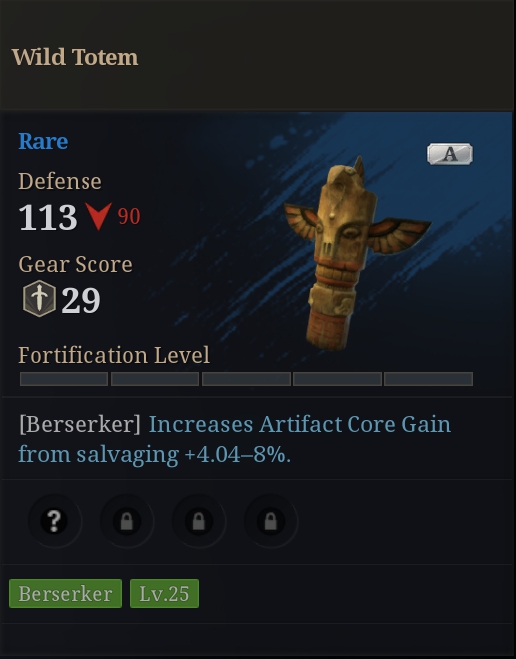 Wild Totem
Rare
A
Defense
113 90
Gear Score
29
Fortification Level
[Berserker] Increases Artifact Core Gain
from salvaging +4.04–8%.
?
Berserker Lv.25